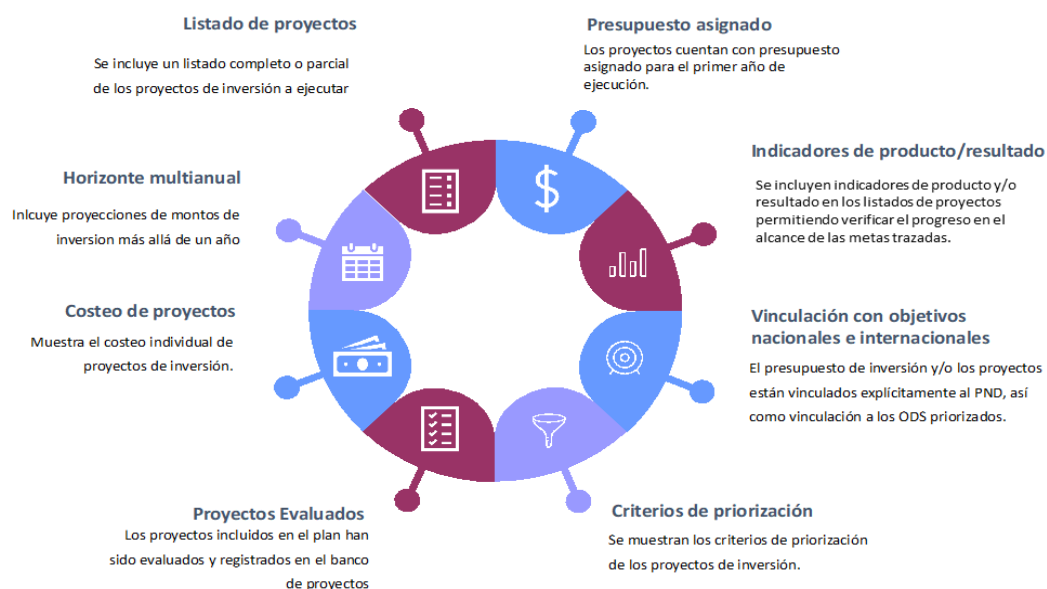 Listado de proyectos
Se incluye un listado completo o parcial
de los proyectos de inversión a ejecutar
Presupuesto asignado
Los proyectos cuentan con presupuesto
asignado para el primer año de
ejecución.
Indicadores de producto/resultado
Se incluyen indicadores de producto y/o
resultado en los listados de proyectos
permitiendo verificar el progreso en el
alcance de las metas trazadas.
Horizonte multianual
Inlcuye proyecciones de montos de
inversion más allá de un año
Costeo de proyectos
Muestra el costeo individual de
proyectos de inversión.
Vinculación con objetivos
nacionales e internacionales
El presupuesto de inversión y/o los proyectos
están vinculados explícitamente al PND, así
como vinculación a los ODS priorizados.
Proyectos Evaluados
Los proyectos incluidos en el plan han
sido evaluados y registrados en el banco
de proyectos
Criterios de priorización
Se muestran los criterios de priorización
de los proyectos de inversión.
$